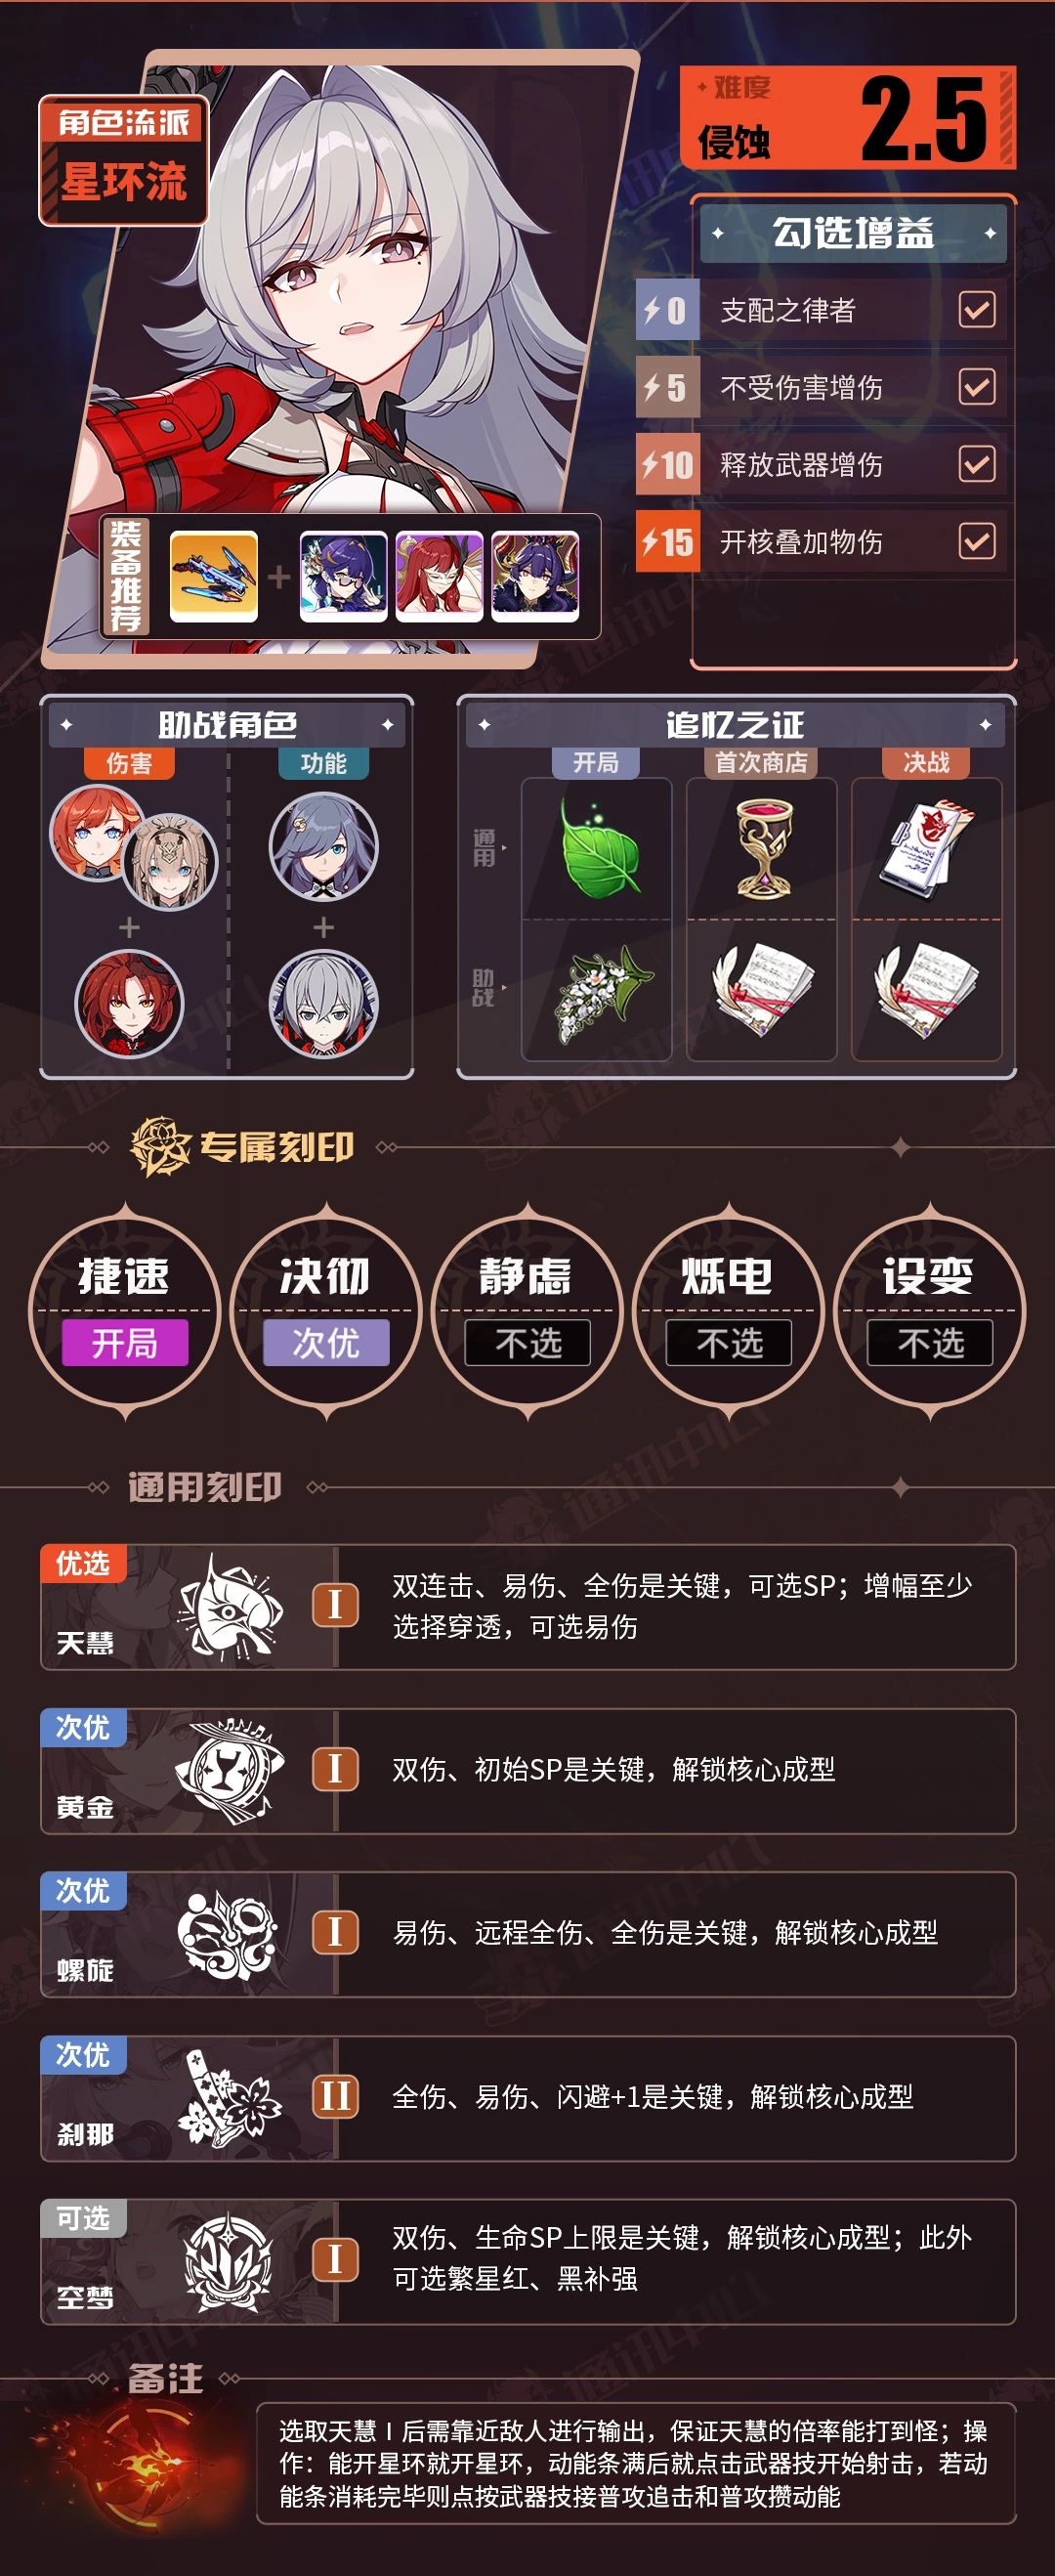 角色流派
星环流
难度
侵蚀
2.5
勾选增益
0 支配之律者
5 不受伤害增伤
10 释放武器增伤
15 开核叠加物伤
装备推荐
助战角色
伤害
功能
追忆之证
开局
首次商店
决战
通用
助战
专属刻印
捷速
开局
决彻
次优
静虑
不选
烁电
不选
设变
不选
通用刻印
优选
天慧
I
双连击、易伤、全伤是关键，可选SP；增幅至少
选择穿透，可选易伤
次优
黄金
I
双伤、初始SP是关键，解锁核心成型
次优
螺旋
I
易伤、远程全伤、全伤是关键，解锁核心成型
次优
刹那
II
全伤、易伤、闪避+1是关键，解锁核心成型
可选
空梦
I
双伤、生命SP上限是关键，解锁核心成型；此外
可选繁星红、黑补强
备注
选取天慧Ⅰ后需靠近敌人进行输出，保证天慧的倍率能打到怪；操
作：能开星环就开星环，动能条满后就点击武器技开始射击，若动
能条消耗完毕则点按武器技接普攻追击和普攻攒动能
通讯中心